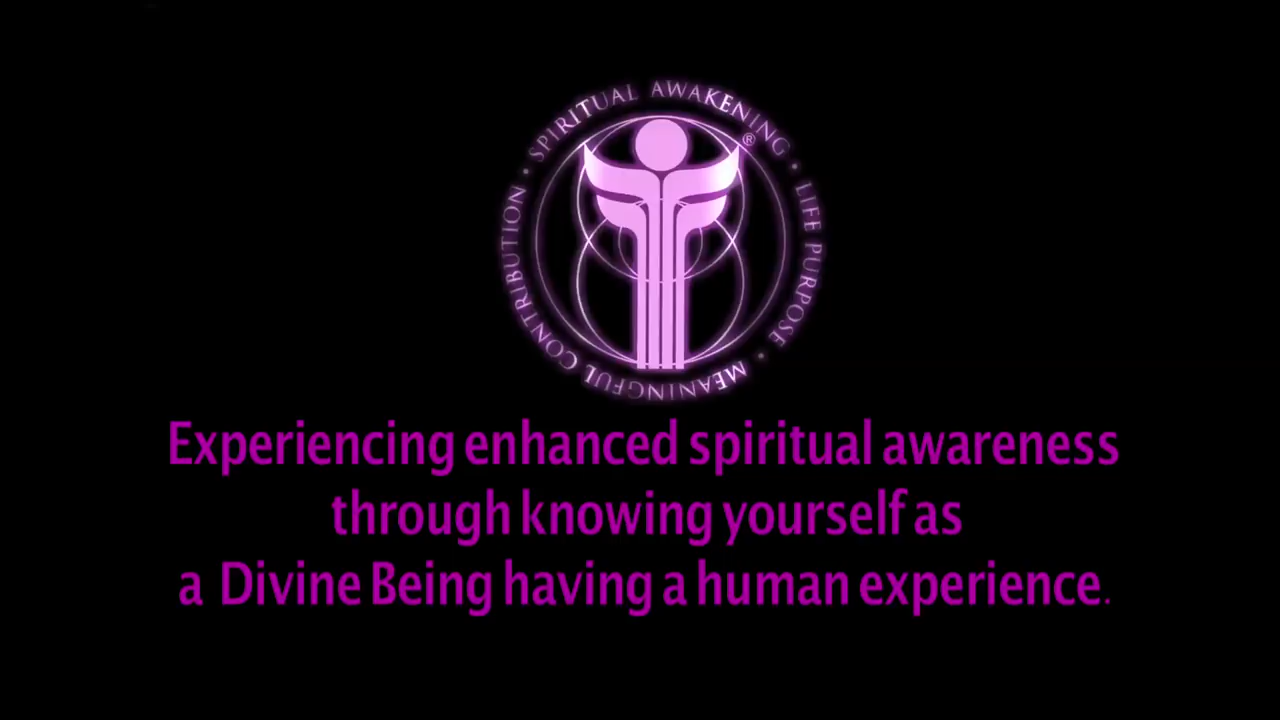 SPIRITUAL AWAKENING • LIFE PURPOSE • MEANINGFUL CONTRIBUTION •
®
Experiencing enhanced spiritual awareness
through knowing yourself as
a Divine Being having a human experience.